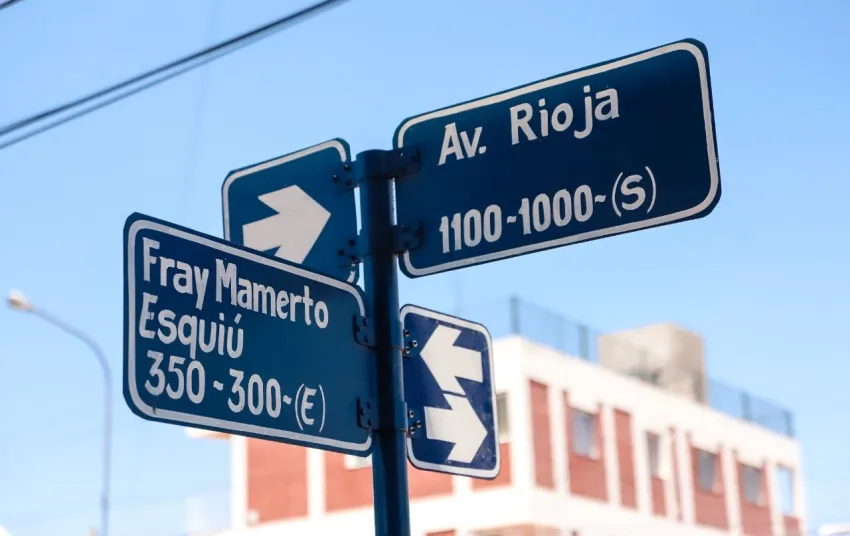 Av. Rioja
1100~1000~(S)
Fray Mamerto
Esquiú
350~300~(E)